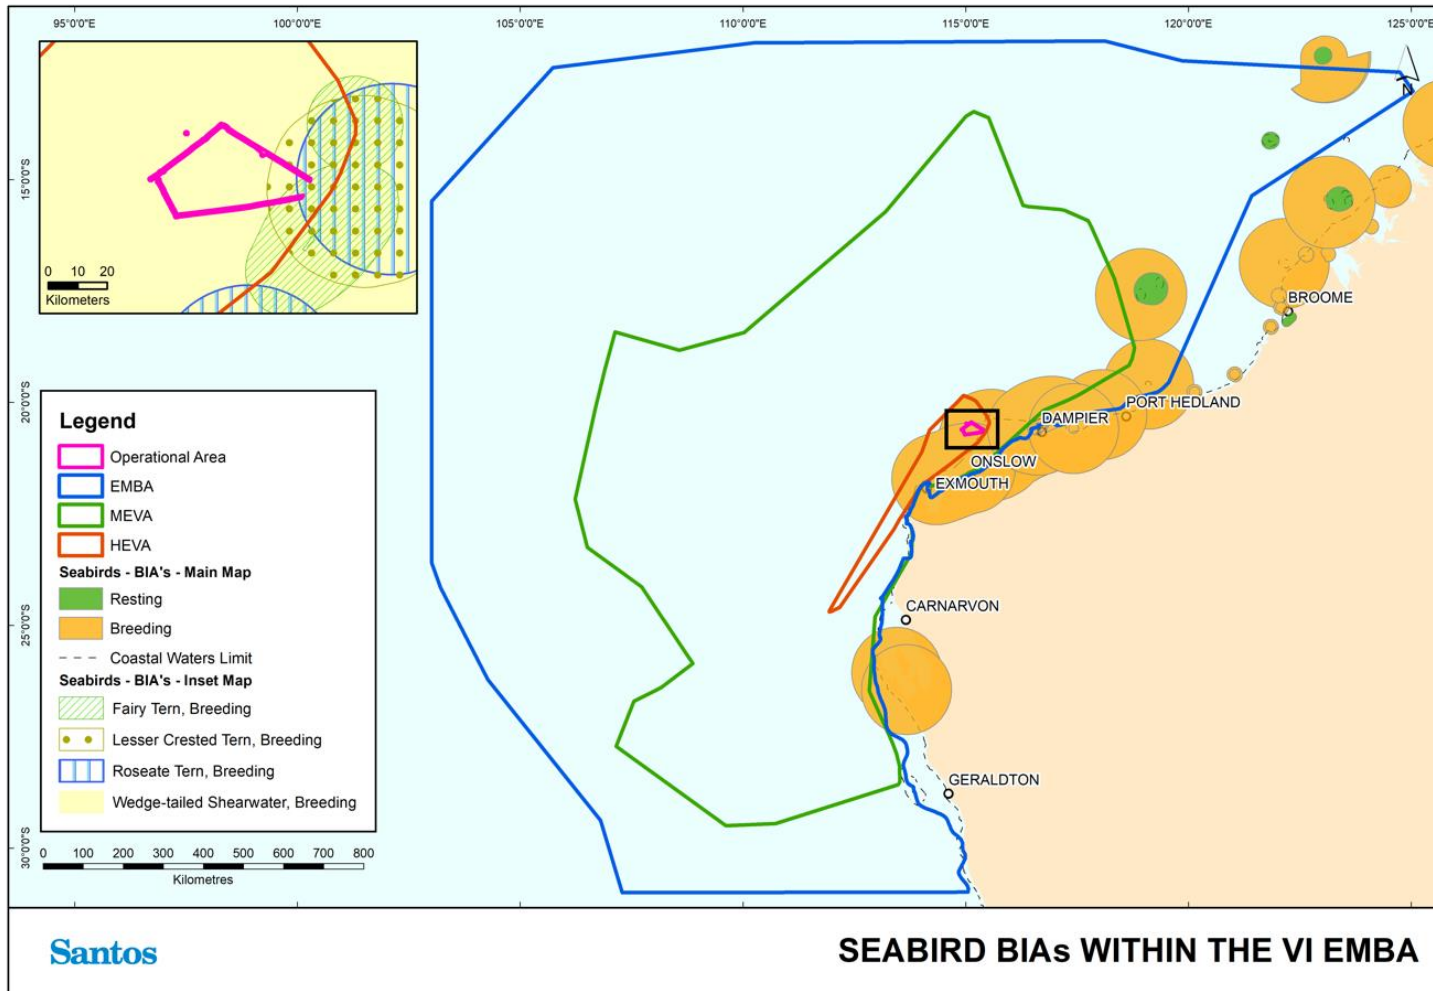 95°0'0"E
100°0'0"E
105°0'0"E
110°0'0"E
115°0'0"E
120°0'0"E
125°0'0"E
15°0'0"S
20°0'0"S
25°0'0"S
30°0'0"S
0 10 20
Kilometers
N
BROOME
PORT HEDLAND
DAMPIER
ONSLOW
EXMOUTH
CARNARVON
GERALDTON
Legend
Operational Area
EMBA
MEVA
HEVA
Seabirds - BIA's - Main Map
Resting
Breeding
Coastal Waters Limit
Seabirds - BIA's - Inset Map
Fairy Tern, Breeding
Lesser Crested Tern, Breeding
Roseate Tern, Breeding
Wedge-tailed Shearwater, Breeding
0 100 200 300 400 500 600 700 800
Kilometres
Santos
SEABIRD BIAs WITHIN THE VI EMBA